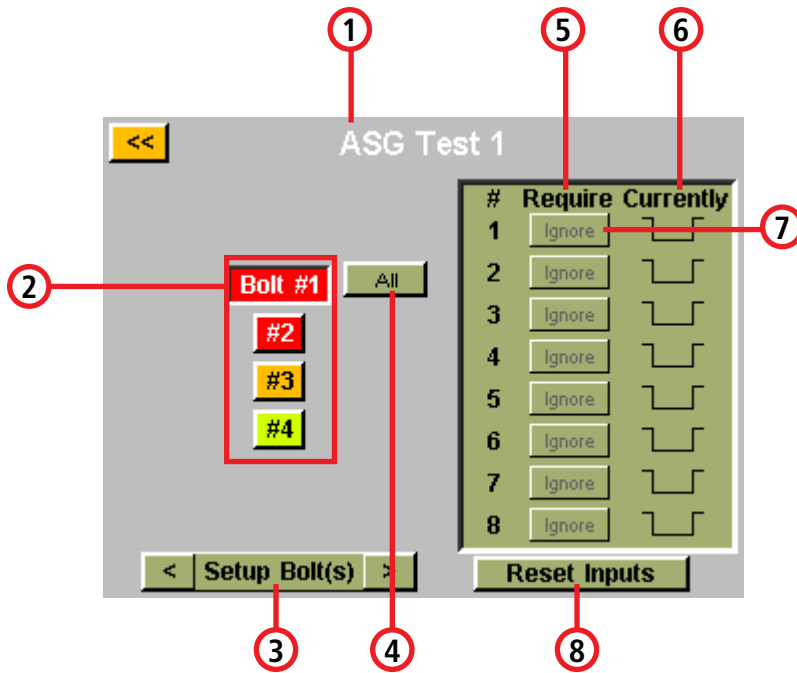 1 5 6
<< ASG Test 1
# Require Currently
1 Ignore 7
2 Ignore
3 Ignore
4 Ignore
5 Ignore
6 Ignore
7 Ignore
8 Ignore
2 Bolt #1 All
#2
#3
#4
< Setup Bolt(s) > Reset Inputs
3 4 8